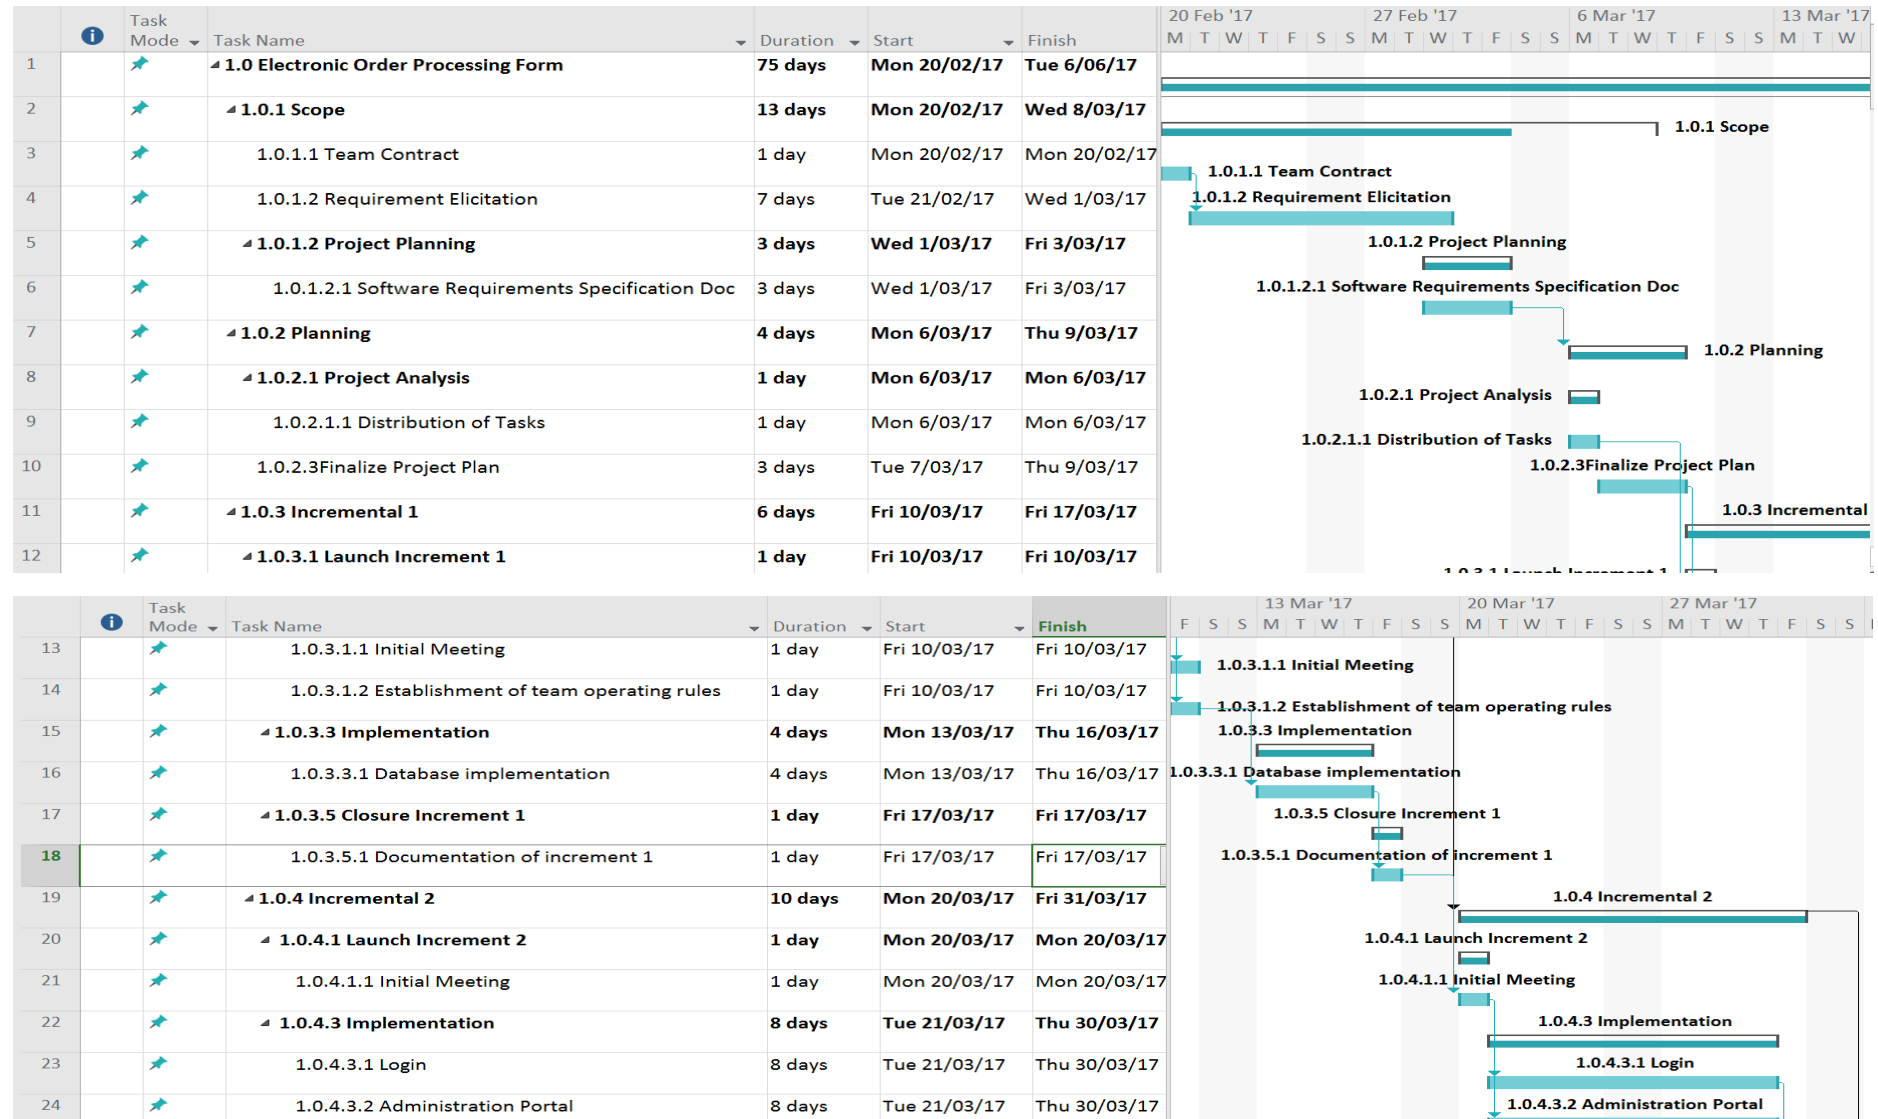 Task 20 Feb '17 27 Feb '17 6 Mar '17 13 Mar '17
i Mode Task Name Duration Start Finish M T W T F S S M T W T F S S M T W T F S S M T W
1 1.0 Electronic Order Processing Form 75 days Mon 20/02/17 Tue 6/06/17
2 1.0.1 Scope 13 days Mon 20/02/17 Wed 8/03/17 1.0.1 Scope
3 1.0.1.1 Team Contract 1 day Mon 20/02/17 Mon 20/02/17 1.0.1.1 Team Contract
4 1.0.1.2 Requirement Elicitation 7 days Tue 21/02/17 Wed 1/03/17 1.0.1.2 Requirement Elicitation
5 1.0.1.2 Project Planning 3 days Wed 1/03/17 Fri 3/03/17 1.0.1.2 Project Planning
6 1.0.1.2.1 Software Requirements Specification Doc 3 days Wed 1/03/17 Fri 3/03/17 1.0.1.2.1 Software Requirements Specification Doc
7 1.0.2 Planning 4 days Mon 6/03/17 Thu 9/03/17 1.0.2 Planning
8 1.0.2.1 Project Analysis 1 day Mon 6/03/17 Mon 6/03/17 1.0.2.1 Project Analysis
9 1.0.2.1.1 Distribution of Tasks 1 day Mon 6/03/17 Mon 6/03/17 1.0.2.1.1 Distribution of Tasks
10 1.0.2.3Finalize Project Plan 3 days Tue 7/03/17 Thu 9/03/17 1.0.2.3Finalize Project Plan
11 1.0.3 Incremental 1 6 days Fri 10/03/17 Fri 17/03/17 1.0.3 Incremental
12 1.0.3.1 Launch Increment 1 1 day Fri 10/03/17 Fri 10/03/17 1.0.3.1 Launch Increment 1
Task 13 Mar '17 20 Mar '17 27 Mar '17
i Mode Task Name Duration Start Finish F S S M T W T F S S M T W T F S S M T W T F S S
13 1.0.3.1.1 Initial Meeting 1 day Fri 10/03/17 Fri 10/03/17 1.0.3.1.1 Initial Meeting
14 1.0.3.1.2 Establishment of team operating rules 1 day Fri 10/03/17 Fri 10/03/17 1.0.3.1.2 Establishment of team operating rules
15 1.0.3.3 Implementation 4 days Mon 13/03/17 Thu 16/03/17 1.0.3.3 Implementation
16 1.0.3.3.1 Database implementation 4 days Mon 13/03/17 Thu 16/03/17 1.0.3.3.1 Database implementation
17 1.0.3.5 Closure Increment 1 1 day Fri 17/03/17 Fri 17/03/17 1.0.3.5 Closure Increment 1
18 1.0.3.5.1 Documentation of increment 1 1 day Fri 17/03/17 Fri 17/03/17 1.0.3.5.1 Documentation of increment 1
19 1.0.4 Incremental 2 10 days Mon 20/03/17 Fri 31/03/17 1.0.4 Incremental 2
20 1.0.4.1 Launch Increment 2 1 day Mon 20/03/17 Mon 20/03/17 1.0.4.1 Launch Increment 2
21 1.0.4.1.1 Initial Meeting 1 day Mon 20/03/17 Mon 20/03/17 1.0.4.1.1 Initial Meeting
22 1.0.4.3 Implementation 8 days Tue 21/03/17 Thu 30/03/17 1.0.4.3 Implementation
23 1.0.4.3.1 Login 8 days Tue 21/03/17 Thu 30/03/17 1.0.4.3.1 Login
24 1.0.4.3.2 Administration Portal 8 days Tue 21/03/17 Thu 30/03/17 1.0.4.3.2 Administration Portal